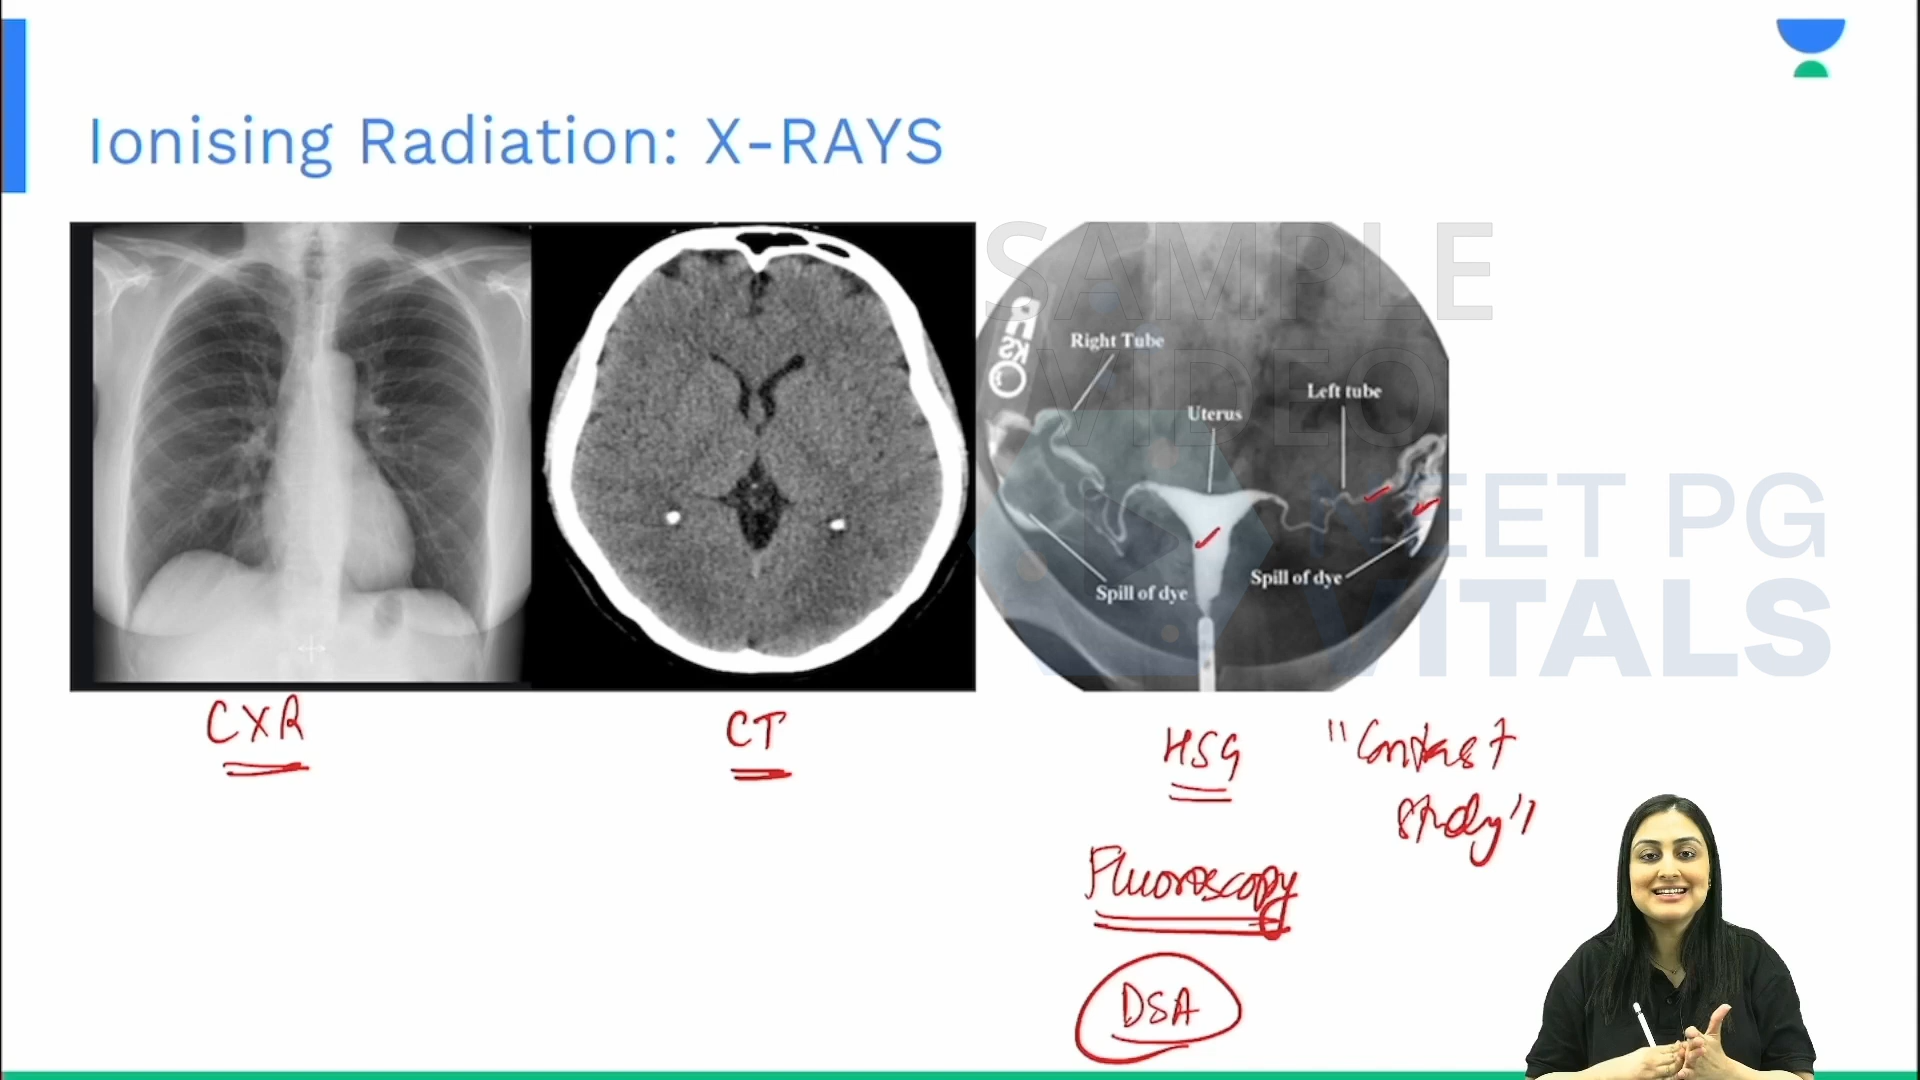 Ionising Radiation: X-RAYS
SAMPLE
VIDEO
Right Tube
Left tube
Uterus
Spill of dye
Spill of dye
NEET PG
VITALS
CXR
CT
HSG
"Contrast
study"
Fluoroscopy
DSA